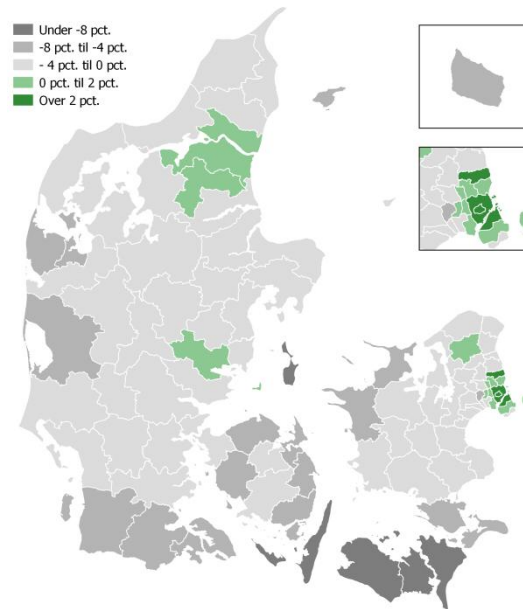 Under -8 pct.
-8 pct. til -4 pct.
- 4 pct. til 0 pct.
0 pct. til 2 pct.
Over 2 pct.